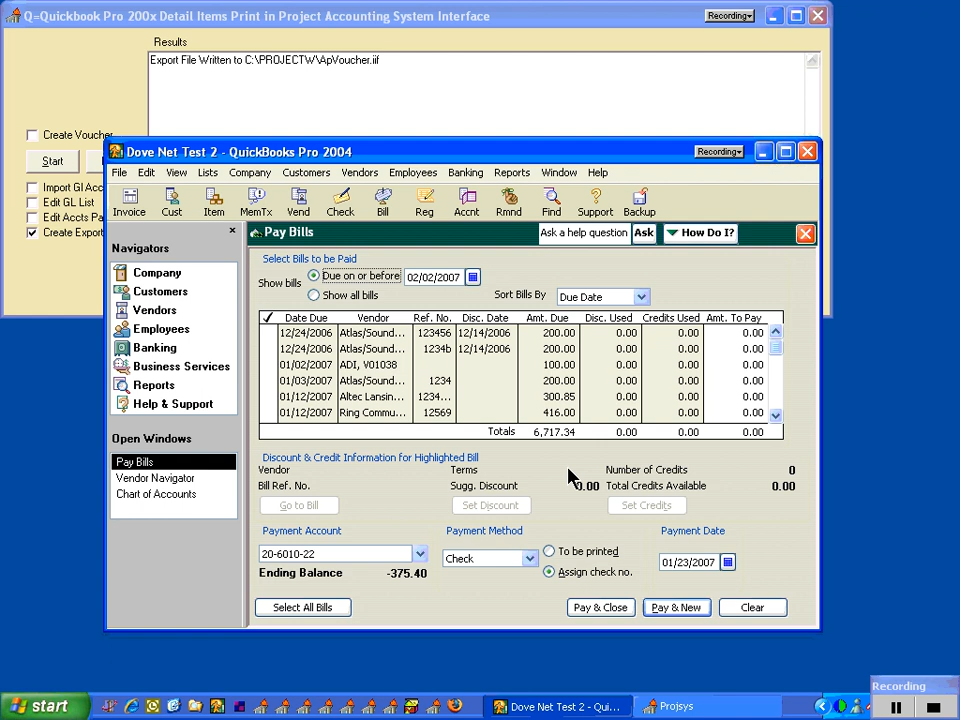 Q=Quickbook Pro 200x Detail Items Print in Project Accounting System Interface
Recording
Results
Export File Written to C:\PROJECTW\ApVoucher.iif
Create Voucher
Start
Import Gl Acc
Edit GL List
Edit Accts Pa
Create Export
Dove Net Test 2 - QuickBooks Pro 2004
Recording
File Edit View Lists Company Customers Vendors Employees Banking Reports Window Help
Invoice Cust Item MemTx Vend Check Bill Reg Accnt Rmnd Find Support Backup
Navigators
Company
Customers
Vendors
Employees
Banking
Business Services
Reports
Help & Support
Open Windows
Pay Bills
Vendor Navigator
Chart of Accounts
Pay Bills
Ask a help question Ask How Do I?
Select Bills to be Paid
Show bills Due on or before 02/02/2007
Show all bills
Sort Bills By Due Date
Date Due Vendor Ref. No. Disc. Date Amt. Due Disc. Used Credits Used Amt. To Pay
12/24/2006 Atlas/Sound... 123456 12/14/2006 200.00 0.00 0.00 0.00
12/24/2006 Atlas/Sound... 1234b 12/14/2006 200.00 0.00 0.00 0.00
01/02/2007 ADI, V01038 100.00 0.00 0.00 0.00
01/03/2007 Atlas/Sound... 1234 200.00 0.00 0.00 0.00
01/12/2007 Altec Lansin... 1234... 300.85 0.00 0.00 0.00
01/12/2007 Ring Commu... 12569 416.00 0.00 0.00 0.00
Totals 6,717.34 0.00 0.00 0.00
Discount & Credit Information for Highlighted Bill
Vendor Terms Number of Credits 0
Bill Ref. No. Sugg. Discount 0.00 Total Credits Available 0.00
Go to Bill Set Discount Set Credits
Payment Account Payment Method Payment Date
20-6010-22 Check To be printed 01/23/2007
Ending Balance -375.40 Assign check no.
Select All Bills Pay & Close Pay & New Clear
Recording
start Dove Net Test 2 - Qui... Projsys